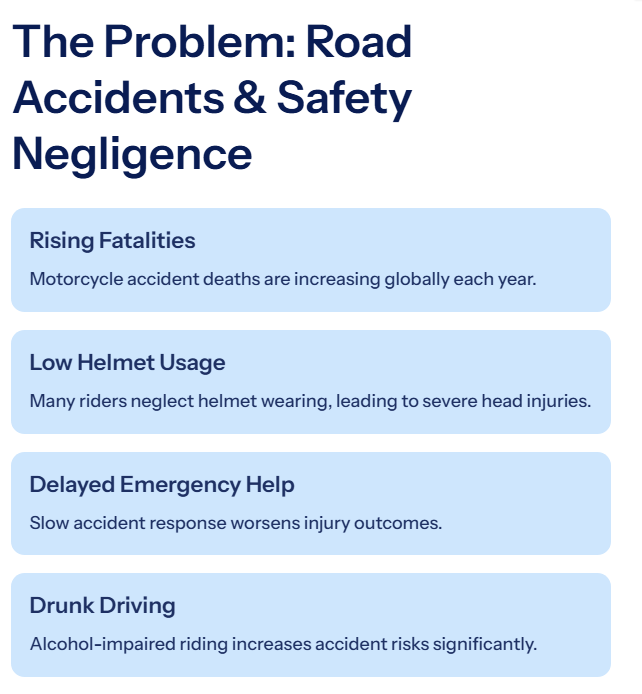 The Problem: Road
Accidents & Safety
Negligence
Rising Fatalities
Motorcycle accident deaths are increasing globally each year.
Low Helmet Usage
Many riders neglect helmet wearing, leading to severe head injuries.
Delayed Emergency Help
Slow accident response worsens injury outcomes.
Drunk Driving
Alcohol-impaired riding increases accident risks significantly.